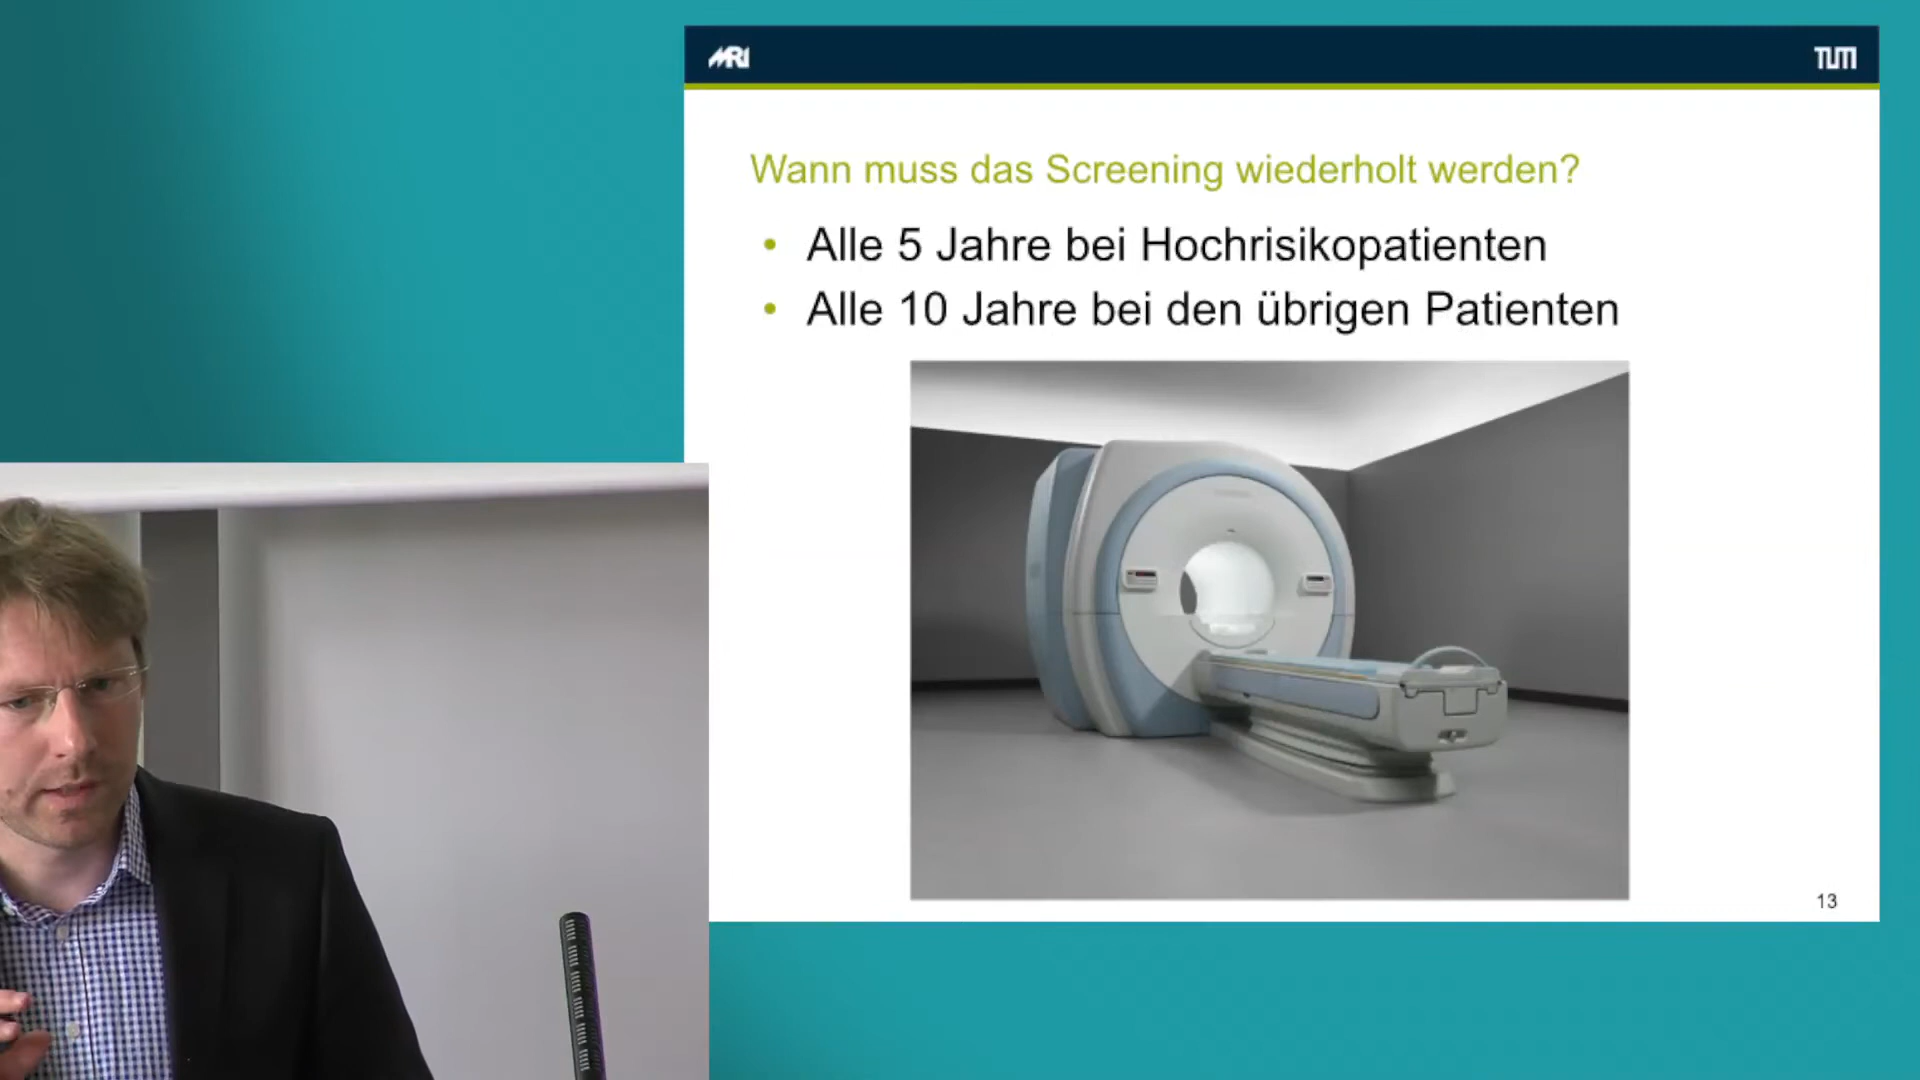 MRI
TUM
Wann muss das Screening wiederholt werden?
• Alle 5 Jahre bei Hochrisikopatienten
• Alle 10 Jahre bei den übrigen Patienten
13